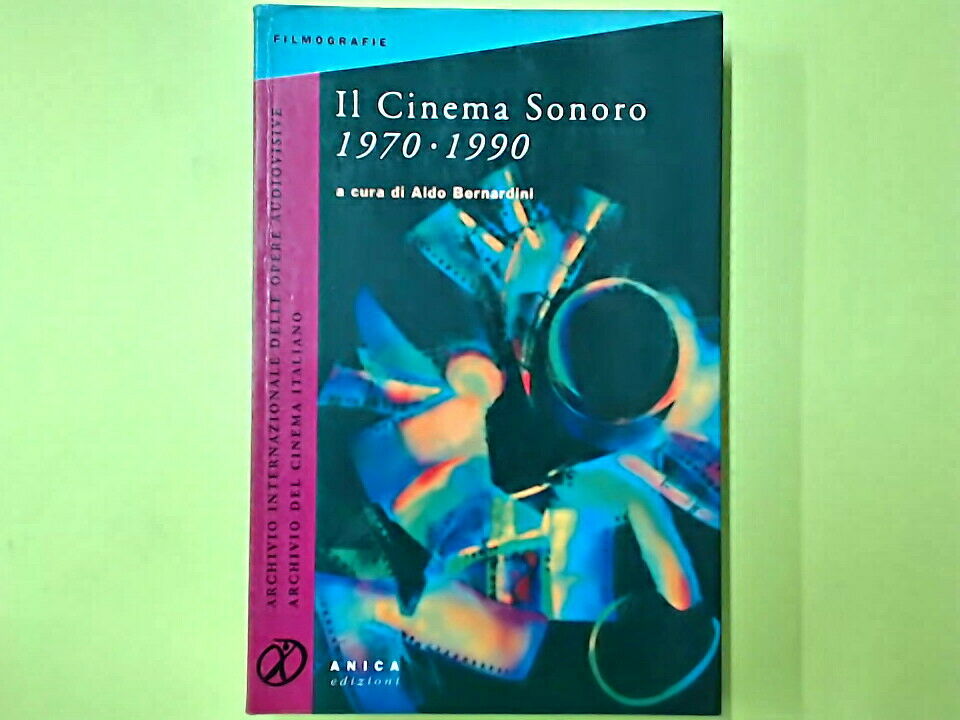 FILMOGRAFIE
Il Cinema Sonoro
1970 · 1990
a cura di Aldo Bernardini
ARCHIVIO INTERNAZIONALE DELLE OPERE AUDIOVISIVE
ARCHIVIO DEL CINEMA ITALIANO
ANICA
edizioni